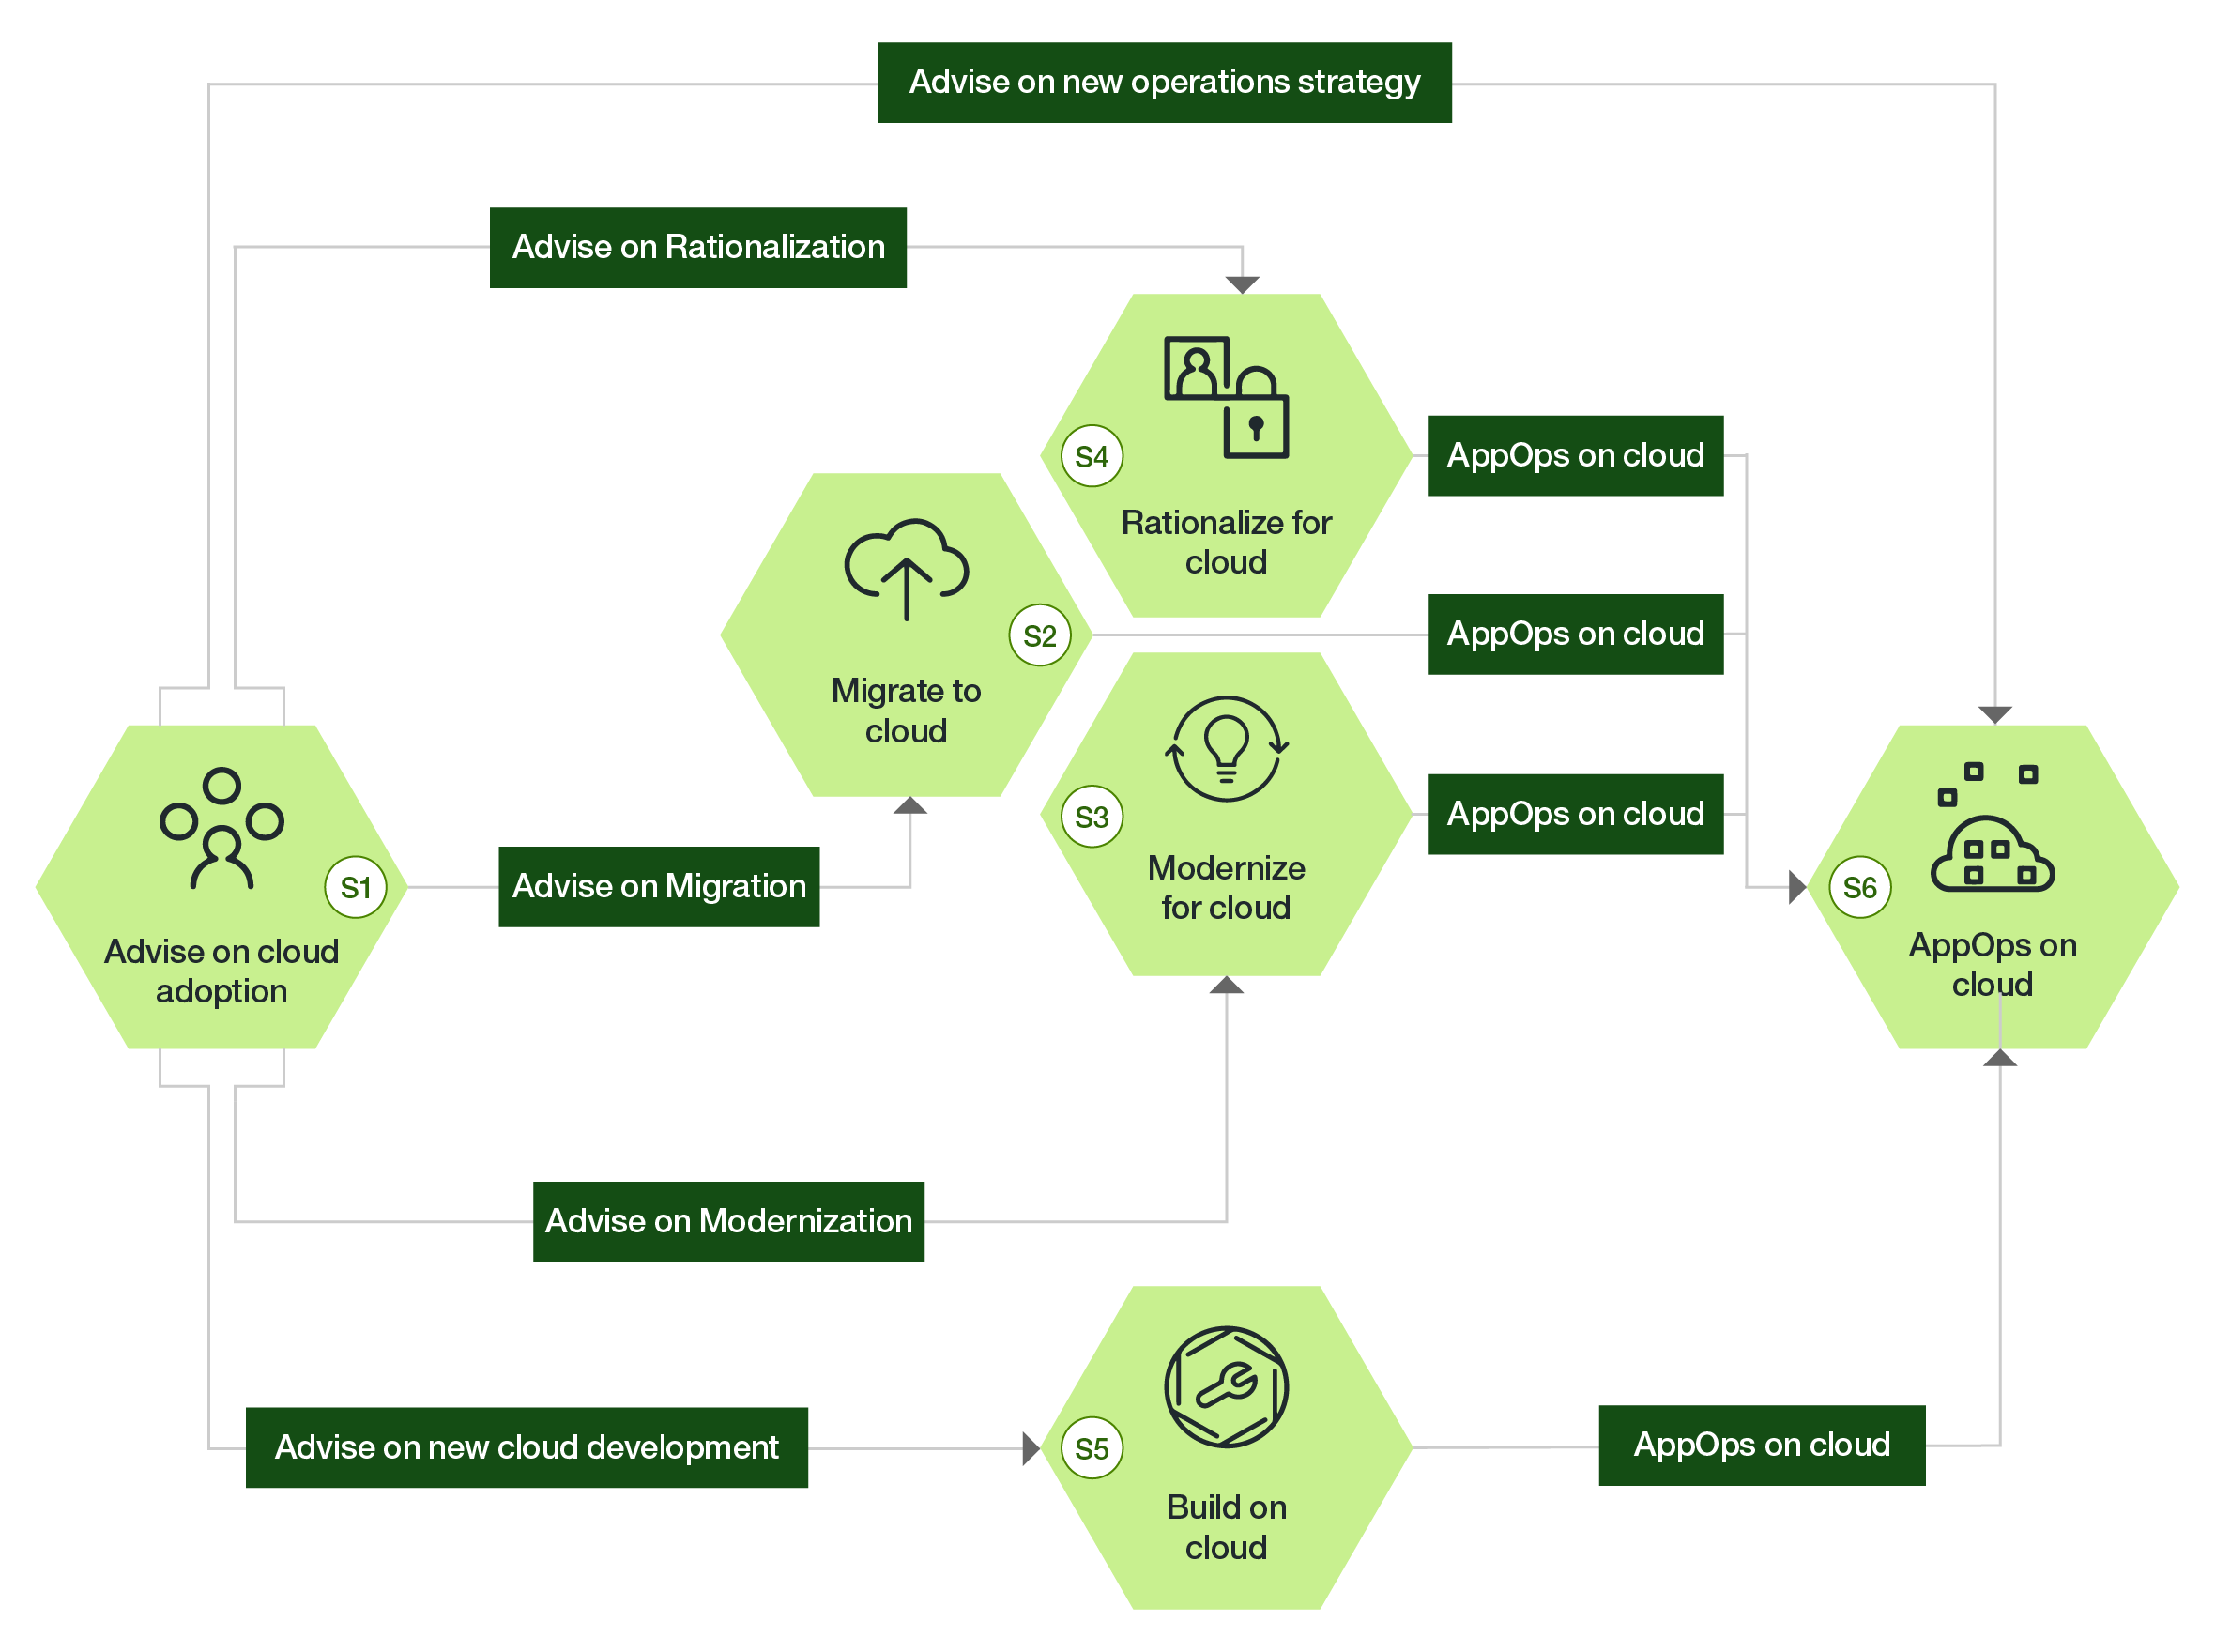 Advise on new operations strategy
Advise on Rationalization
S4
Rationalize for
cloud
AppOps on cloud
S2
Migrate to
cloud
AppOps on cloud
S3
Modernize
for cloud
AppOps on cloud
S1
Advise on cloud
adoption
Advise on Migration
S6
AppOps on
cloud
Advise on Modernization
Advise on new cloud development
S5
Build on
cloud
AppOps on cloud